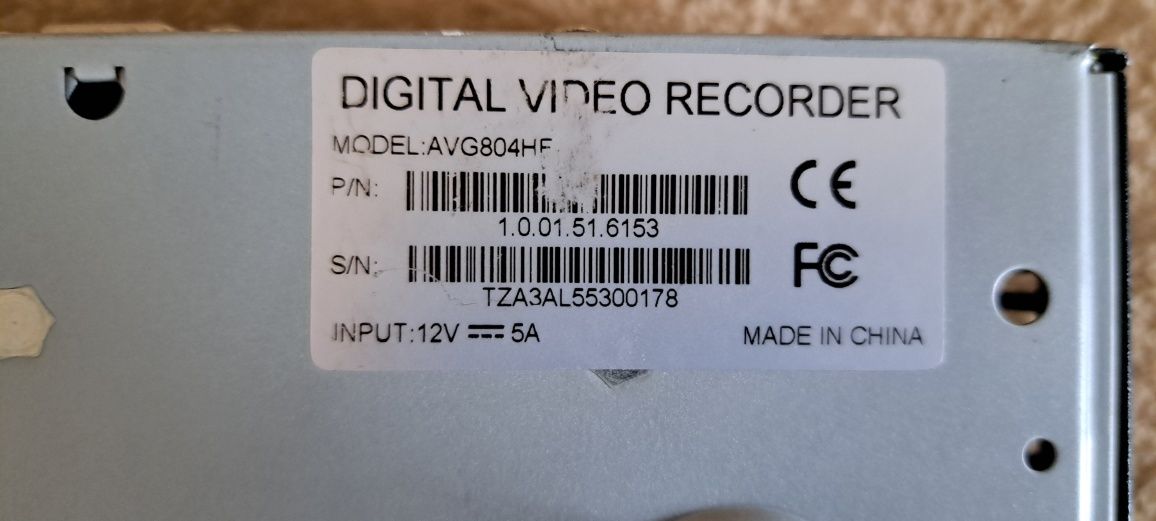 DIGITAL VIDEO RECORDER
MODEL:AVG804HF
P/N:
1.0.01.51.6153
S/N:
TZA3AL55300178
INPUT:12V ⎓ 5A
MADE IN CHINA
CE
FC